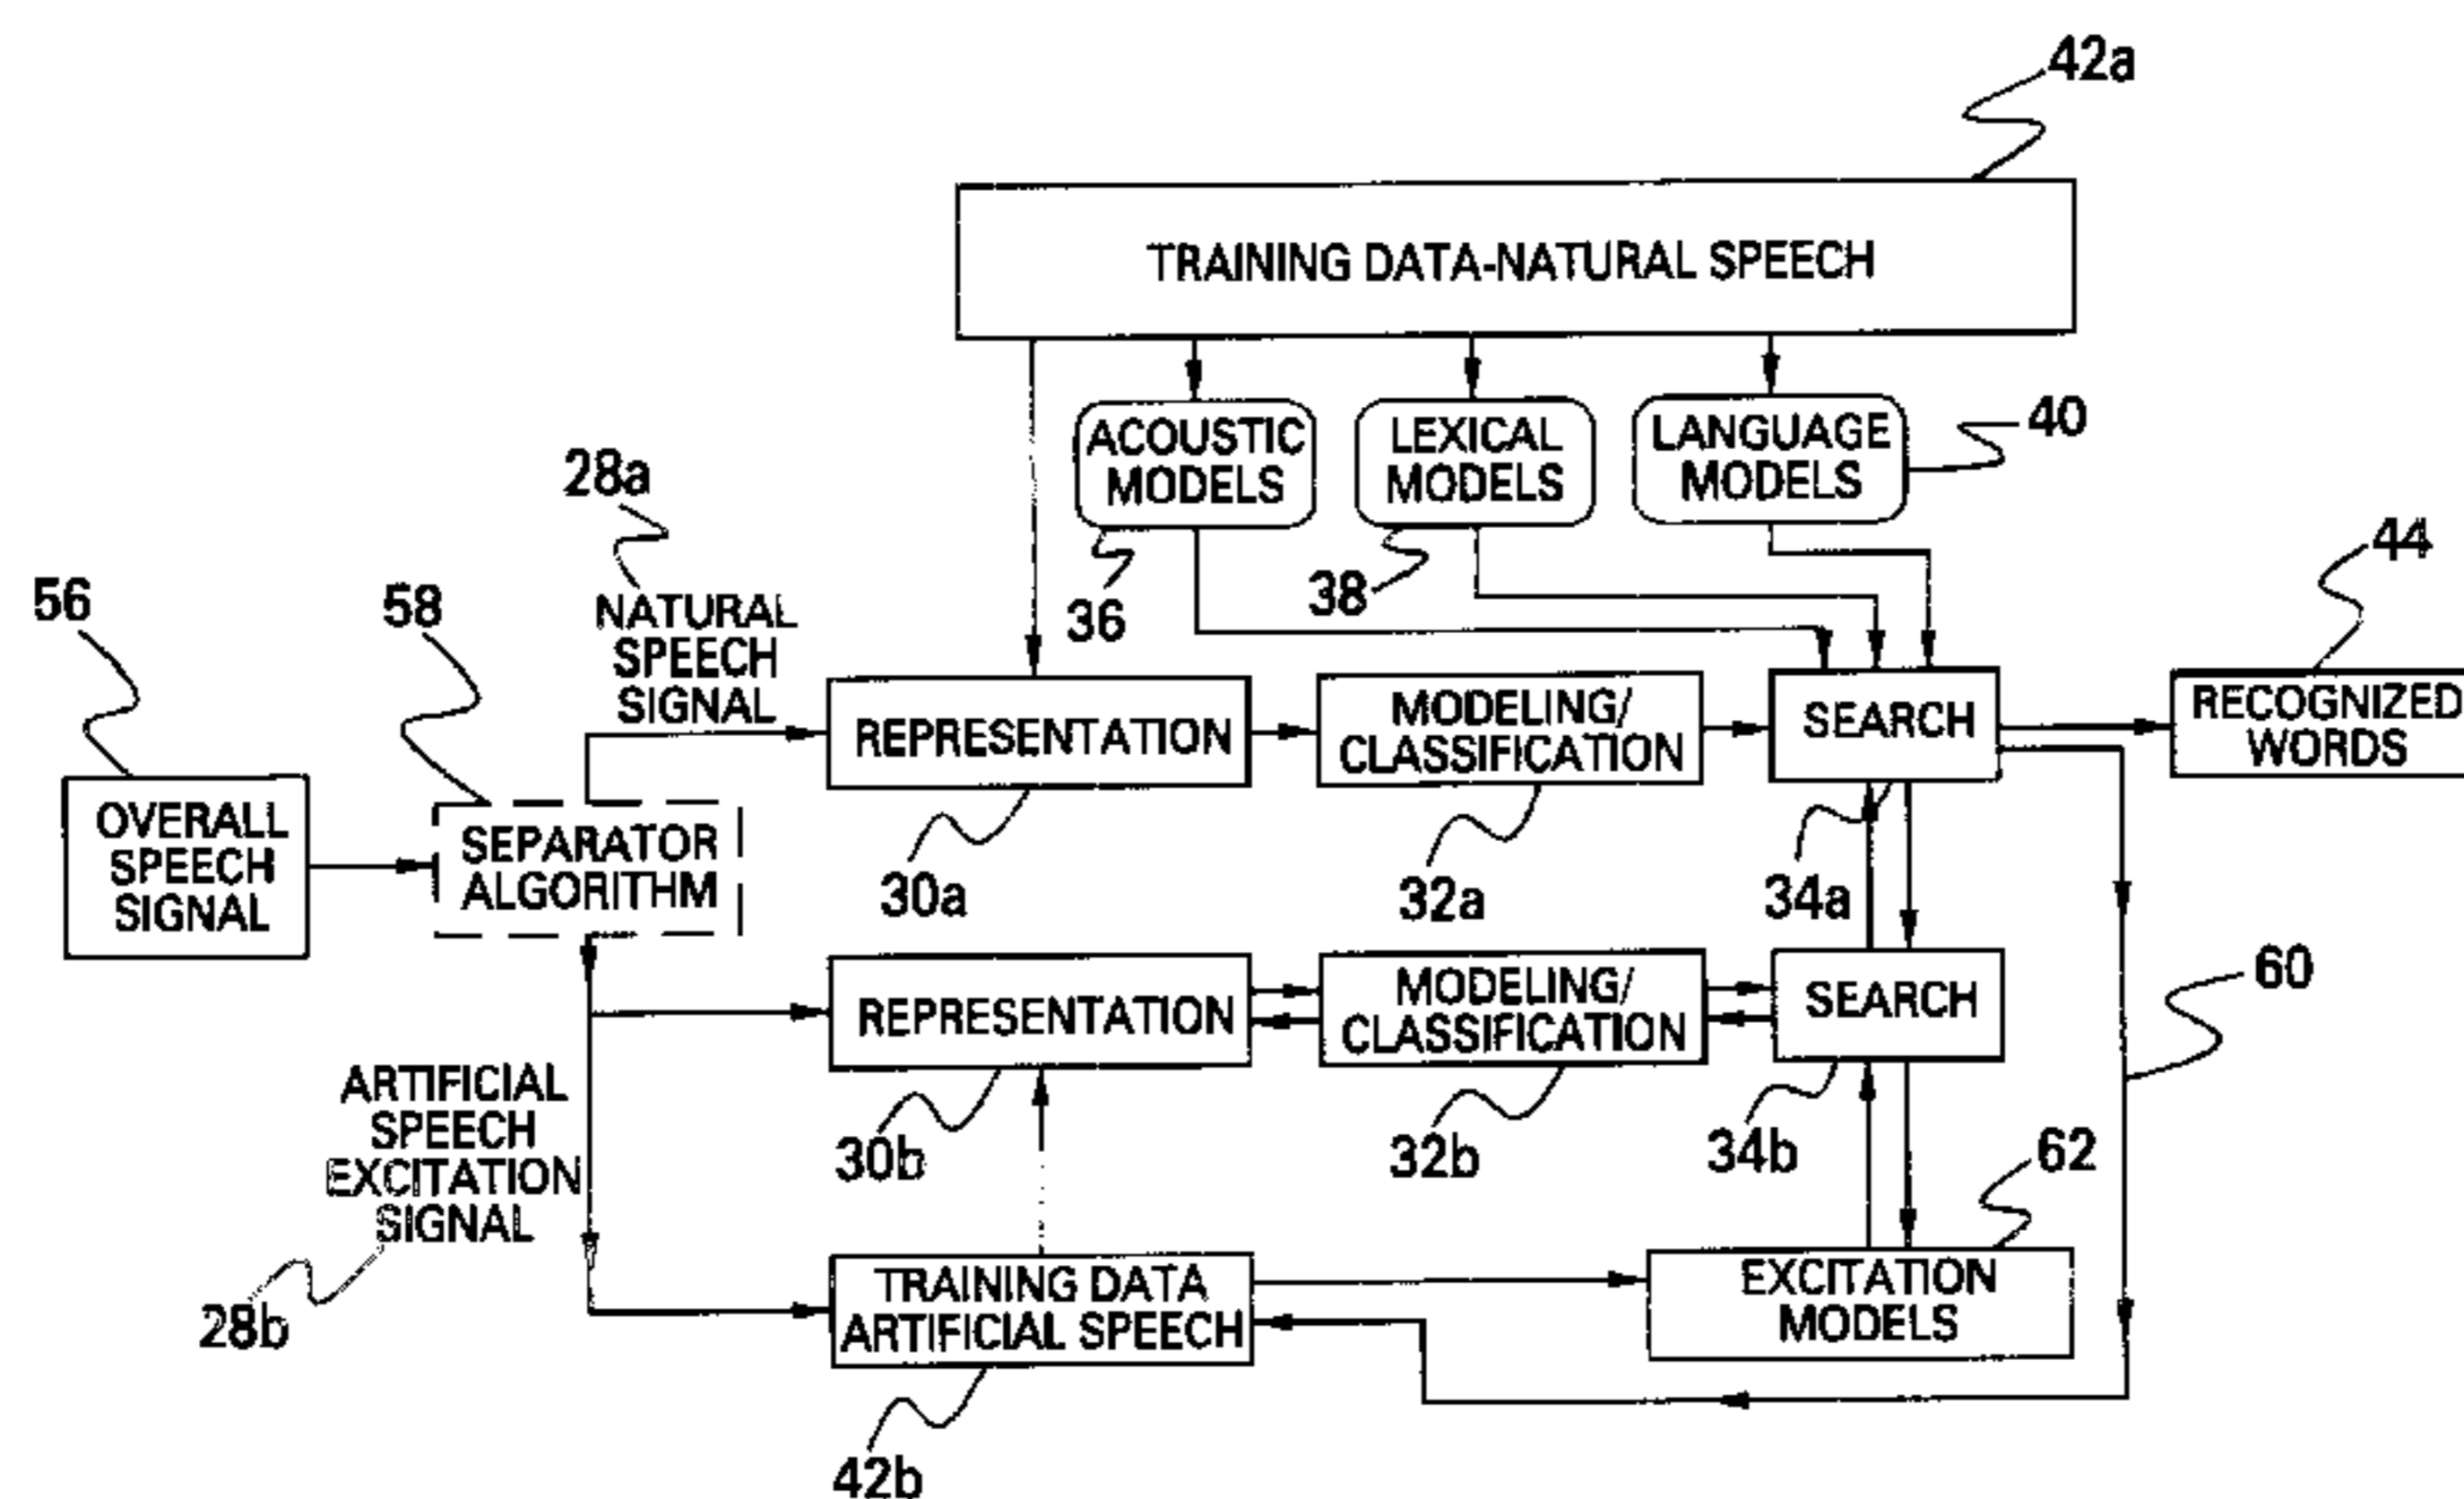 42a
TRAINING DATA-NATURAL SPEECH
ACOUSTIC
MODELS
LEXICAL
MODELS
LANGUAGE
MODELS
40
28a
44
36
38
56
58
NATURAL
SPEECH
SIGNAL
REPRESENTATION
MODELING/
CLASSIFICATION
SEARCH
RECOGNIZED
WORDS
OVERALL
SPEECH
SIGNAL
SEPARATOR
ALGORITHM
30a
32a
34a
60
REPRESENTATION
MODELING/
CLASSIFICATION
SEARCH
ARTIFICIAL
SPEECH
EXCITATION
SIGNAL
30b
32b
34b
62
28b
TRAINING DATA
ARTIFICIAL SPEECH
EXCITATION
MODELS
42b